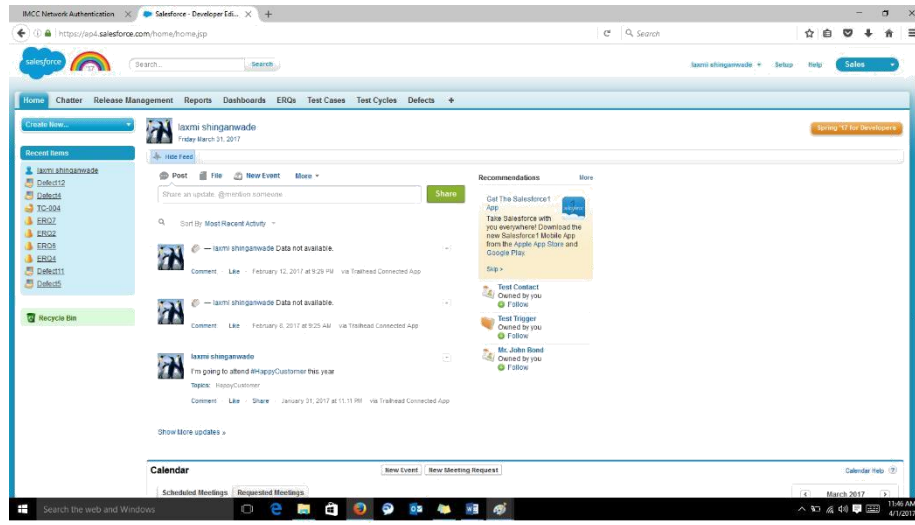 IMCC Network Authentication
Salesforce - Developer Edi...
https://ap4.salesforce.com/home/home.jsp
Search
salesforce
17
Search...
Search
laxmi shinganwade
Setup
Help
Sales
Home Chatter Release Management Reports Dashboards ERQs Test Cases Test Cycles Defects +
Create New...
Recent Items
laxmi shinganwade
Defect12
Defect4
TC-004
ERQ7
ERQ2
ERQ4
Defect11
Defect5
Recycle Bin
laxmi shinganwade
Friday March 31, 2017
Spring '17 for Developers
Hide Feed
Post File New Event More
Share an update, @mention someone...
Share
Sort By Most Recent Activity
— laxmi shinganwade Data not available.
Comment · Like · February 12, 2017 at 9:29 PM · via Trailhead Connected App
— laxmi shinganwade Data not available.
Comment · Like · February 6, 2017 at 9:25 AM · via Trailhead Connected App
laxmi shinganwade
I'm going to attend #HappyCustomer this year
Topics: HappyCustomer
Comment · Like · Share · January 31, 2017 at 11:11 PM · via Trailhead Connected App
Show More updates »
Recommendations More
Get The Salesforce1
App
Take Salesforce with
you everywhere! Download the
new Salesforce1 Mobile App
from the Apple App Store and
Google Play.
Skip >
Test Contact
Owned by you
Follow
Test Trigger
Owned by you
Follow
Mr. John Bond
Owned by you
Follow
Calendar
New Event New Meeting Request
Calendar Help (?)
Scheduled Meetings Requested Meetings
March 2017
Search the web and Windows
11:46 AM
4/1/2017